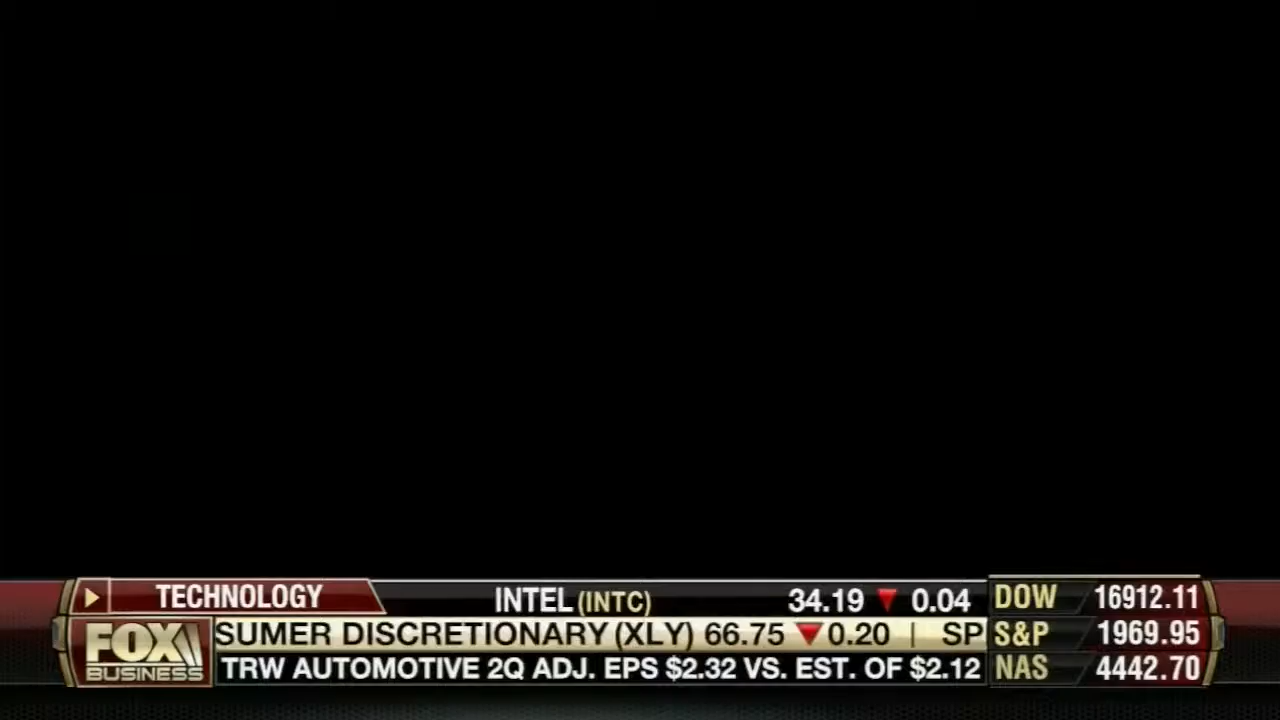 TECHNOLOGY INTEL (INTC) 34.19 ▼ 0.04 DOW 16912.11
FOX BUSINESS
SUMER DISCRETIONARY (XLY) 66.75 ▼ 0.20 | SP S&P 1969.95
TRW AUTOMOTIVE 2Q ADJ. EPS $2.32 VS. EST. OF $2.12 NAS 4442.70